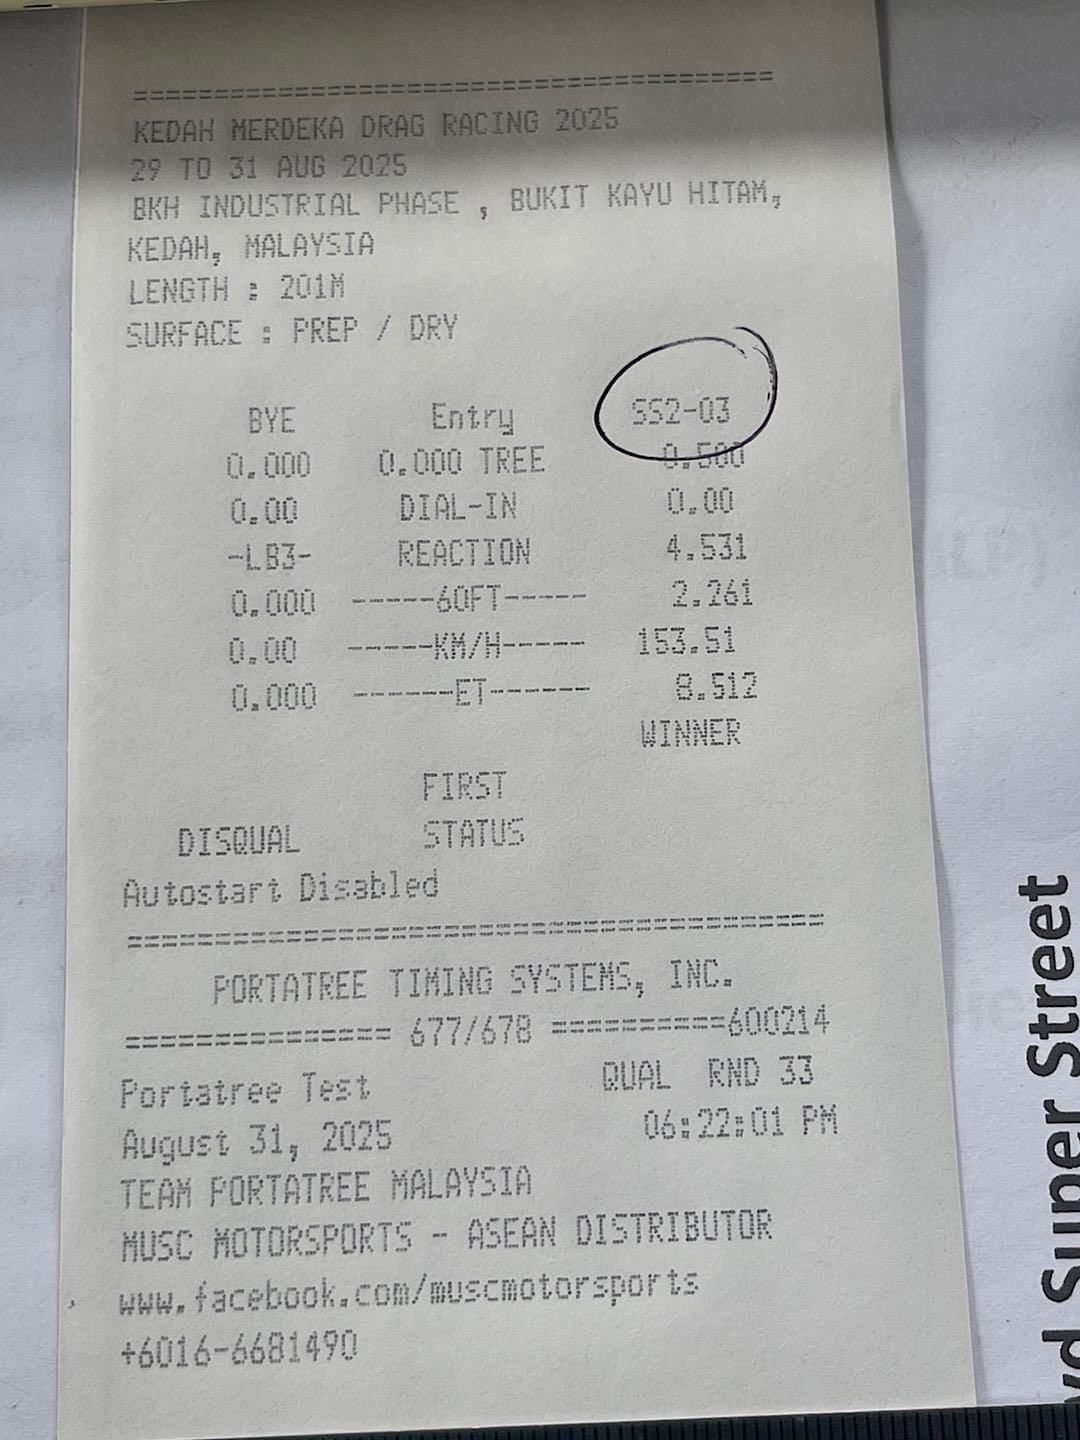 =======================================
KEDAH MERDEKA DRAG RACING 2025
29 TO 31 AUG 2025
BKH INDUSTRIAL PHASE , BUKIT KAYU HITAM,
KEDAH, MALAYSIA
LENGTH : 201M
SURFACE : PREP / DRY
BYE Entry SS2-03
0.000 0.000 TREE 0.500
0.00 DIAL-IN 0.00
-LB3- REACTION 4.531
0.000 -----60FT----- 2.261
0.00 -----KM/H----- 153.51
0.000 ------ET------ 8.512
WINNER
FIRST
DISQUAL STATUS
Autostart Disabled
=======================================
PORTATREE TIMING SYSTEMS, INC.
=============== 677/678 ==========600214
Portatree Test QUAL RND 33
August 31, 2025 06:22:01 PM
TEAM PORTATREE MALAYSIA
MUSC MOTORSPORTS - ASEAN DISTRIBUTOR
www.facebook.com/muscmotorsports
+6016-6681490
Super Street